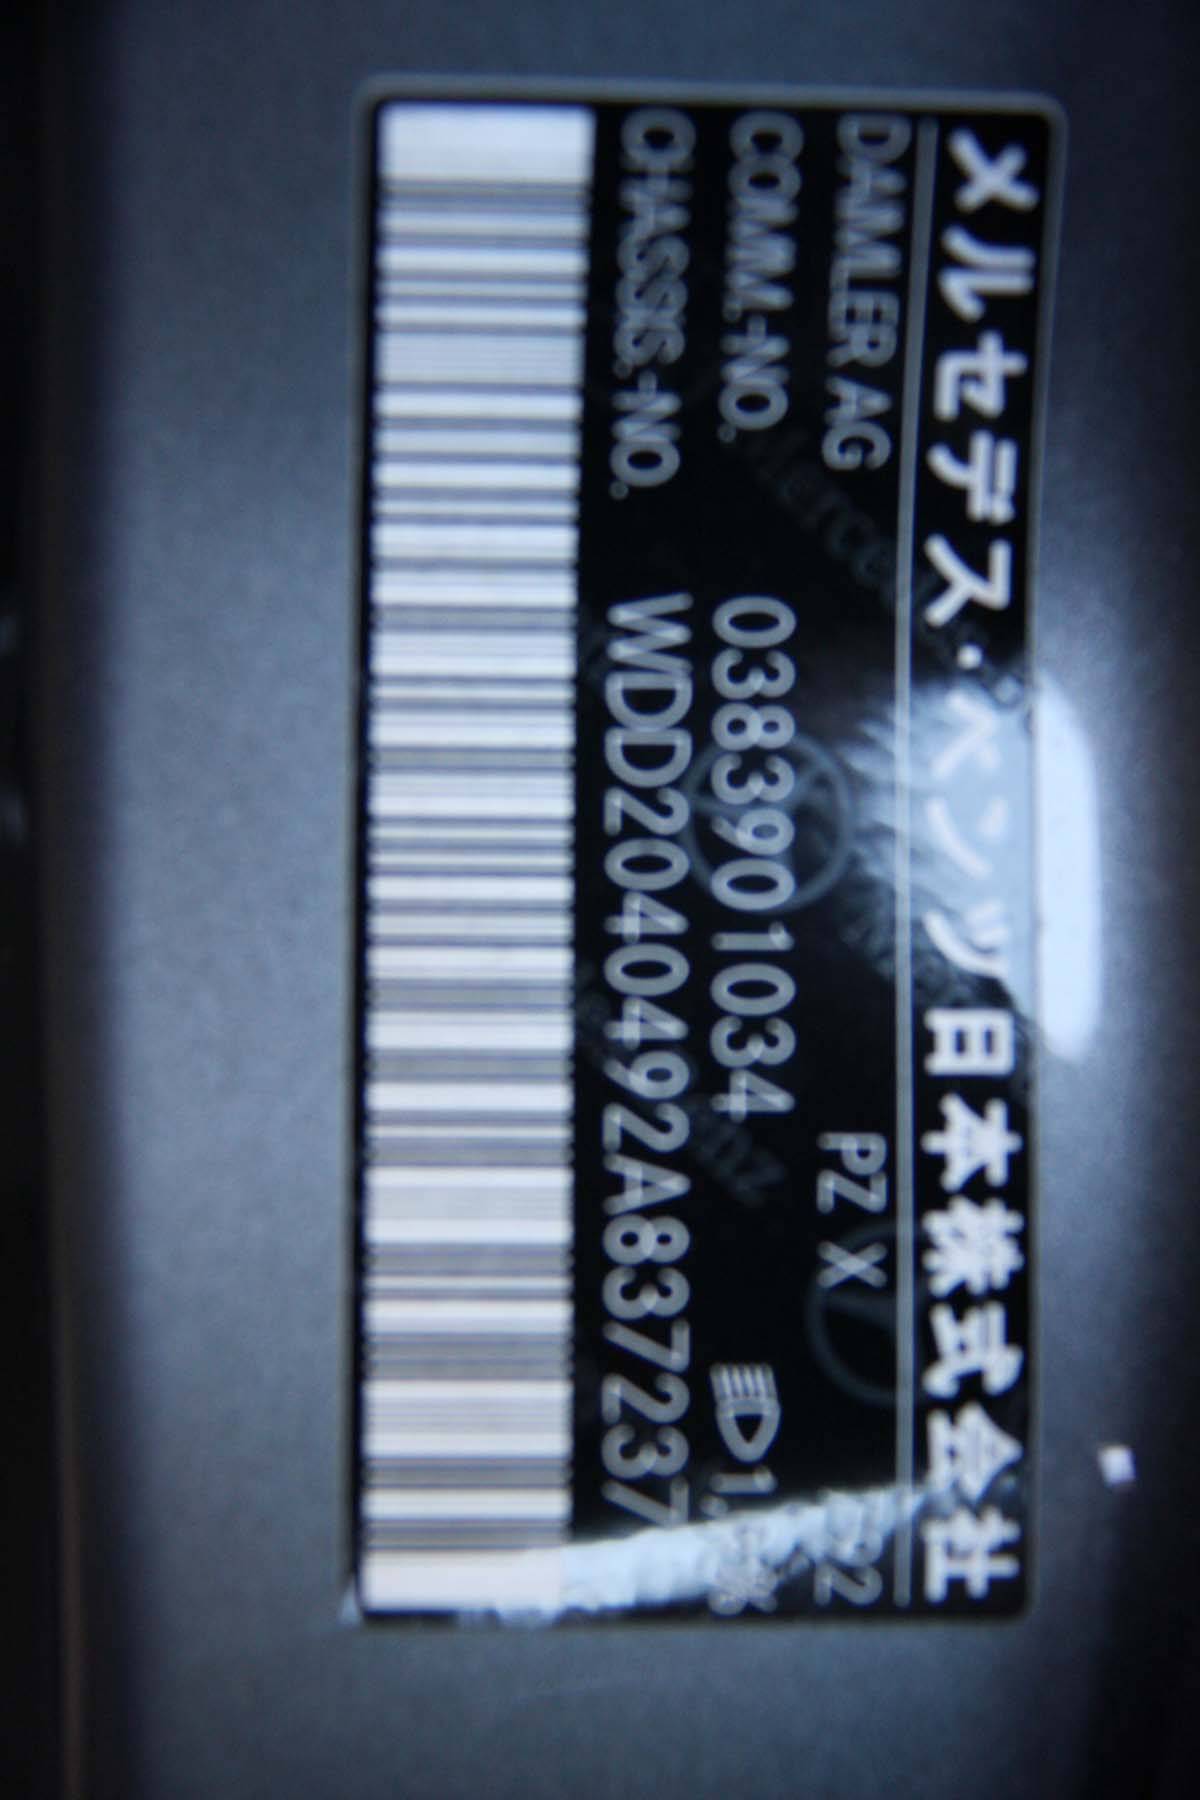 メルセデス・ベンツ日本株式会社
DAIMLER AG PZ X
COMM.-NO. 0383901034
CHASSIS.-NO. WDD2040492A837237